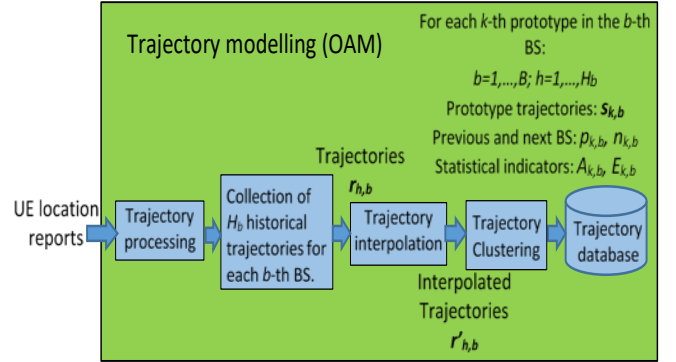 Trajectory modelling (OAM)
For each k-th prototype in the b-th
BS:
b=1,...,B; h=1,...,Hb
Prototype trajectories: sk,b
Previous and next BS: pk,b, nk,b
Statistical indicators: Ak,b, Ek,b
UE location
reports
Trajectory
processing
Collection of
Hb historical
trajectories for
each b-th BS.
Trajectories
rh,b
Trajectory
interpolation
Interpolated
Trajectories
r'h,b
Trajectory
Clustering
Trajectory
database